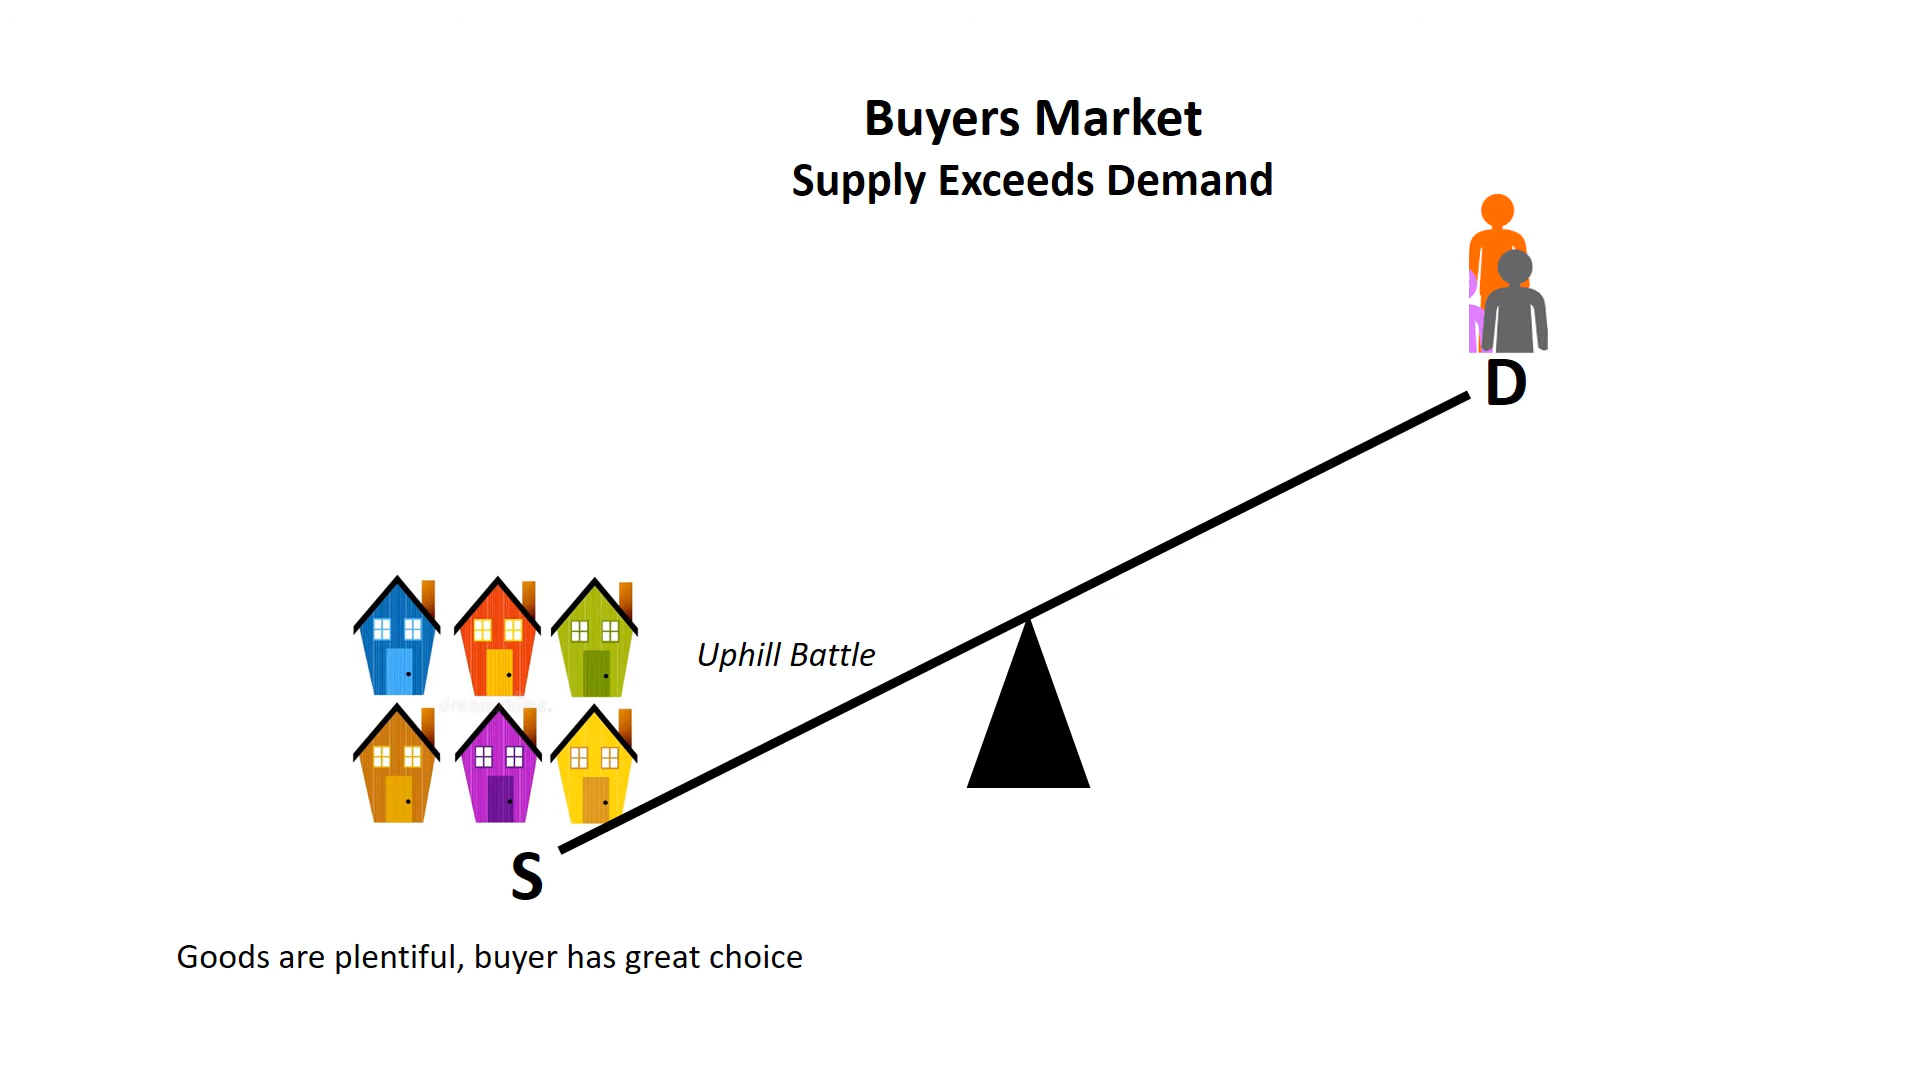 Buyers Market
Supply Exceeds Demand
D
Uphill Battle
S
Goods are plentiful, buyer has great choice